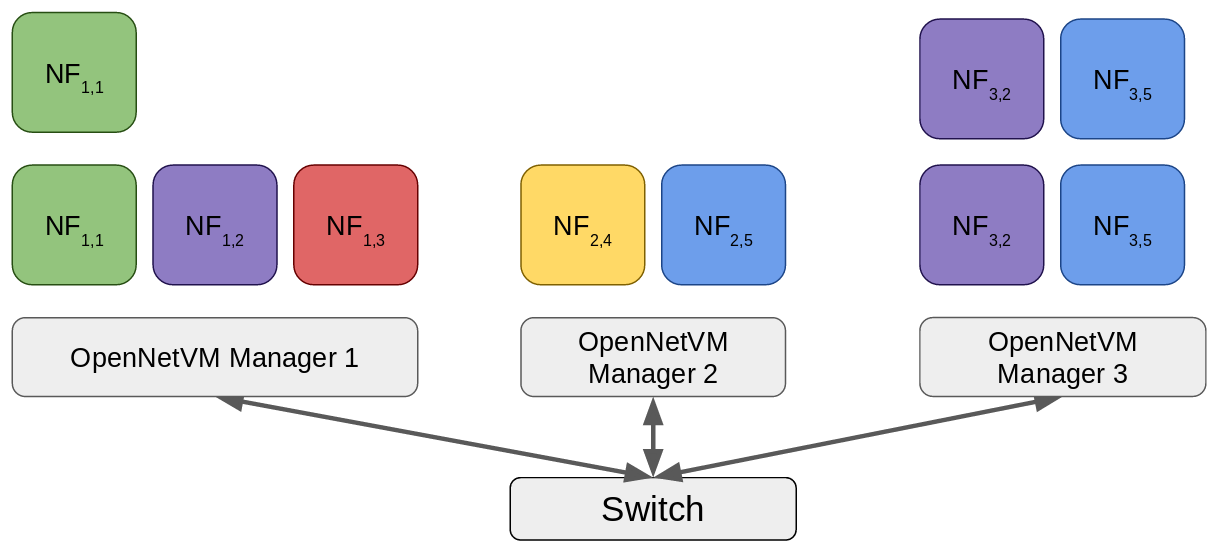 NF1,1
NF3,2
NF3,5
NF1,1
NF1,2
NF1,3
NF2,4
NF2,5
NF3,2
NF3,5
OpenNetVM Manager 1
OpenNetVM
Manager 2
OpenNetVM
Manager 3
Switch